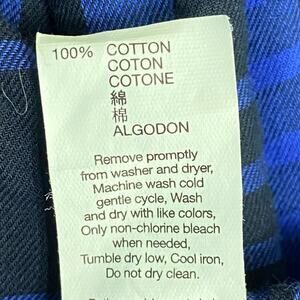 100% COTTON
COTON
COTONE
綿
棉
ALGODON
Remove promptly
from washer and dryer,
Machine wash cold
gentle cycle, Wash
and dry with like colors,
Only non-chlorine bleach
when needed,
Tumble dry low, Cool iron,
Do not dry clean.